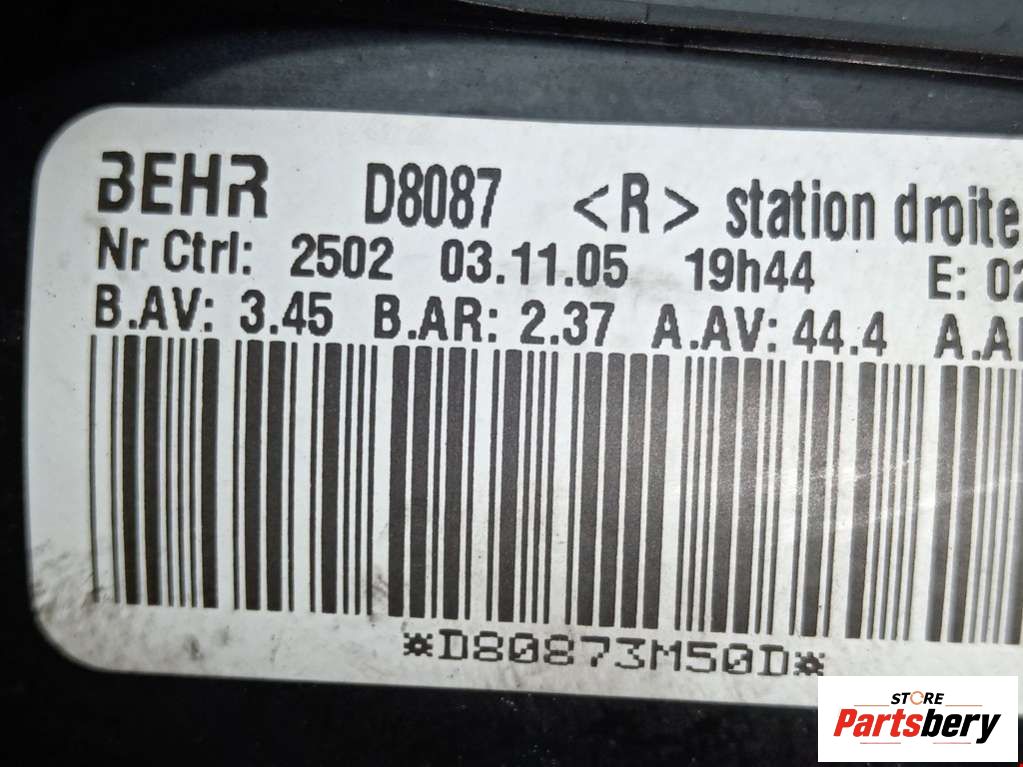 BEHR D8087 <R> station droite
Nr Ctrl: 2502 03.11.05 19h44 E: 02
B.AV: 3.45 B.AR: 2.37 A.AV: 44.4 A.A
*D80873M50D*
STORE
Partsbery